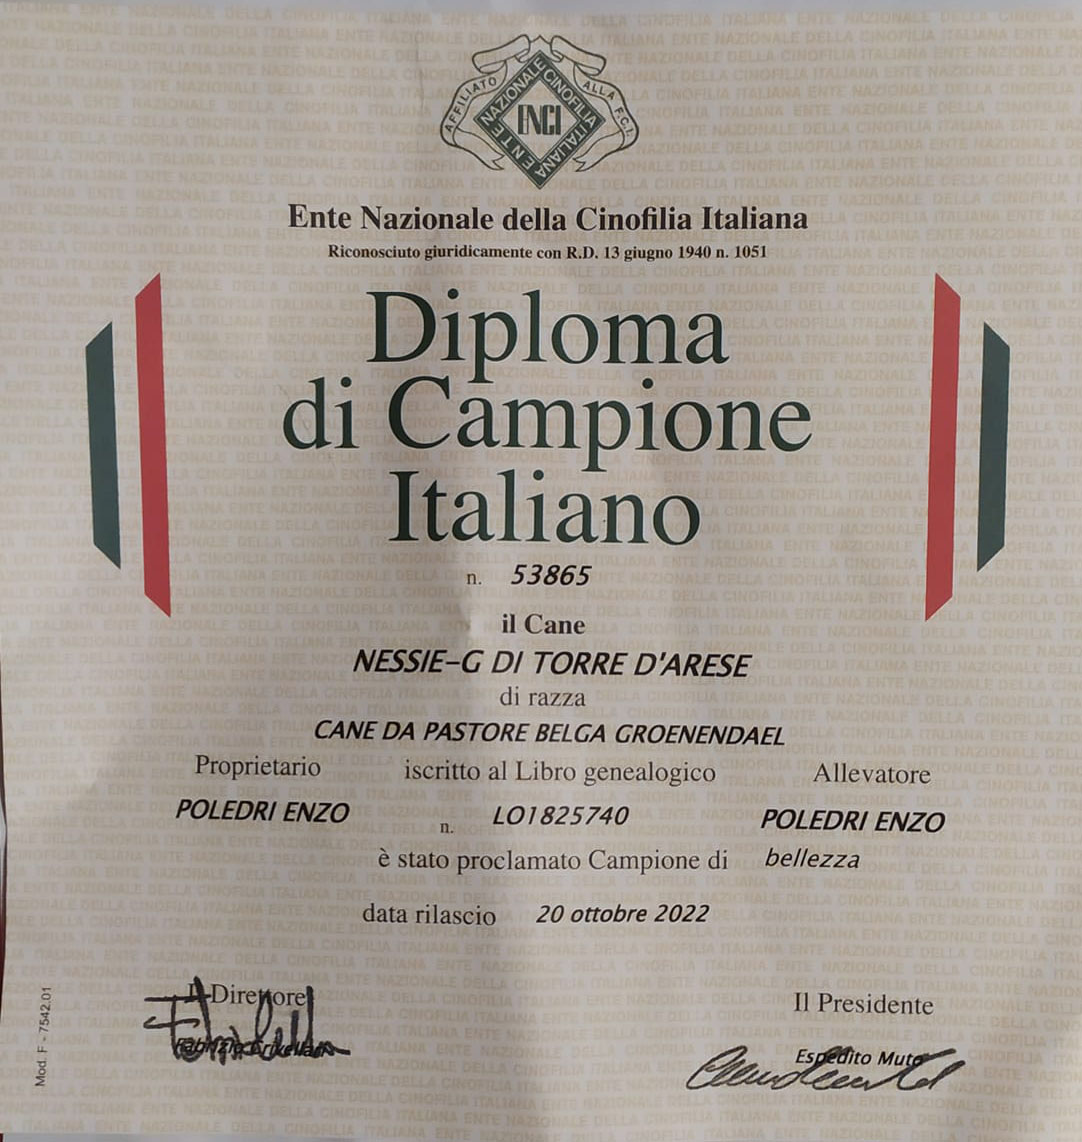 AFFILIATO ALLA F.C.I.
ENTE NAZIONALE CINOFILIA ITALIANA
ENCI
Ente Nazionale della Cinofilia Italiana
Riconosciuto giuridicamente con R.D. 13 giugno 1940 n. 1051
Diploma
di Campione
Italiano
n. 53865
il Cane
NESSIE-G DI TORRE D'ARESE
di razza
CANE DA PASTORE BELGA GROENENDAEL
Proprietario iscritto al Libro genealogico Allevatore
POLEDRI ENZO n. LO1825740 POLEDRI ENZO
è stato proclamato Campione di bellezza
data rilascio 20 ottobre 2022
Il Direttore Il Presidente
Fabrizio Crivellari Espedito Muto
Mod. F - 7542.01